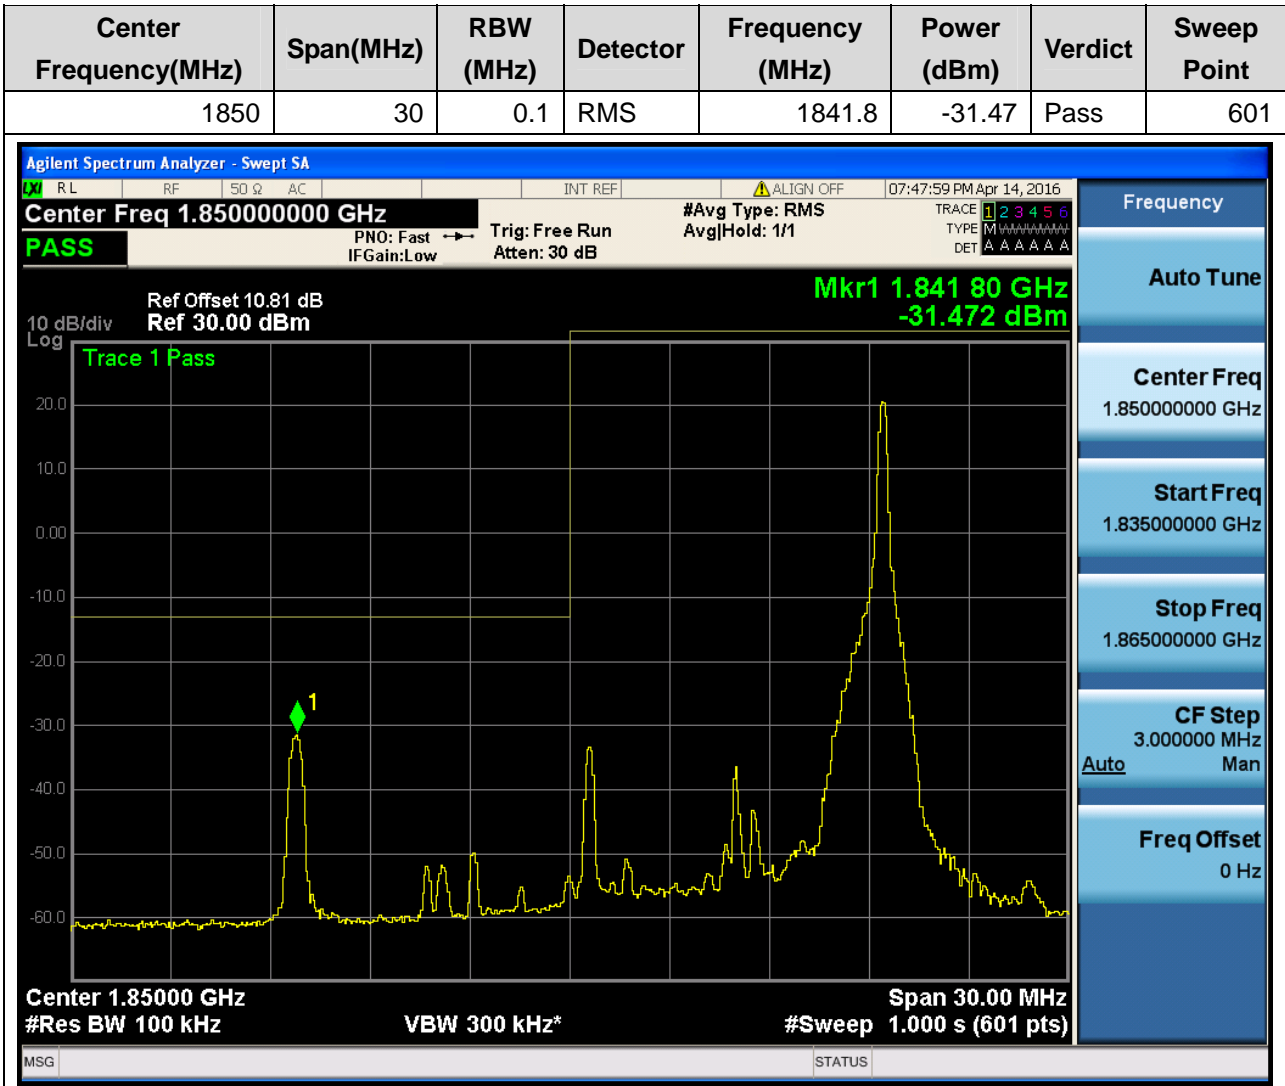 Center Frequency(MHz) Span(MHz) RBW (MHz) Detector Frequency (MHz) Power (dBm) Verdict Sweep Point
1850 30 0.1 RMS 1841.8 -31.47 Pass 601
Agilent Spectrum Analyzer - Swept SA
LXI RL RF 50 Ω AC INT REF ALIGN OFF 07:47:59 PM Apr 14, 2016
Center Freq 1.850000000 GHz
PASS
PNO: Fast
IFGain:Low
Trig: Free Run
Atten: 30 dB
#Avg Type: RMS
Avg|Hold: 1/1
TRACE 1 2 3 4 5 6
TYPE M WWWWW
DET A A A A A A
Ref Offset 10.81 dB
10 dB/div Ref 30.00 dBm
Log
Mkr1 1.841 80 GHz
-31.472 dBm
Trace 1 Pass
20.0
10.0
0.00
-10.0
-20.0
-30.0
-40.0
-50.0
-60.0
1
Center 1.85000 GHz
#Res BW 100 kHz
VBW 300 kHz*
Span 30.00 MHz
#Sweep 1.000 s (601 pts)
MSG STATUS
Frequency
Auto Tune
Center Freq
1.850000000 GHz
Start Freq
1.835000000 GHz
Stop Freq
1.865000000 GHz
CF Step
3.000000 MHz
Auto Man
Freq Offset
0 Hz